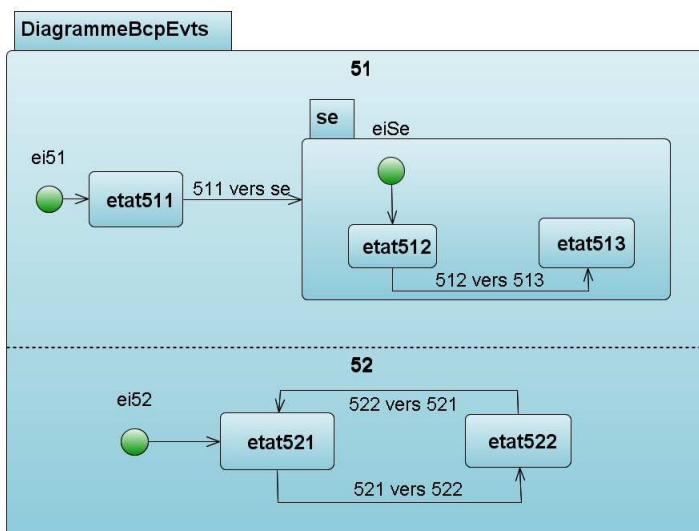 DiagrammeBcpEvts
51
se
eiSe
ei51
etat511
511 vers se
etat512
etat513
512 vers 513
52
ei52
522 vers 521
etat521
etat522
521 vers 522